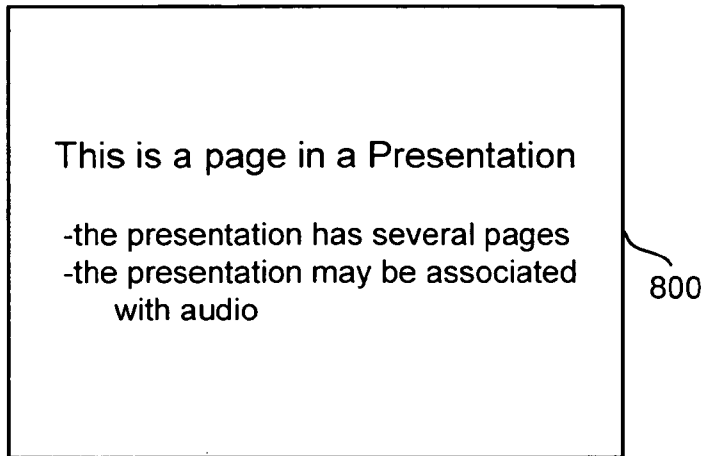 This is a page in a Presentation
-the presentation has several pages
-the presentation may be associated
with audio
800